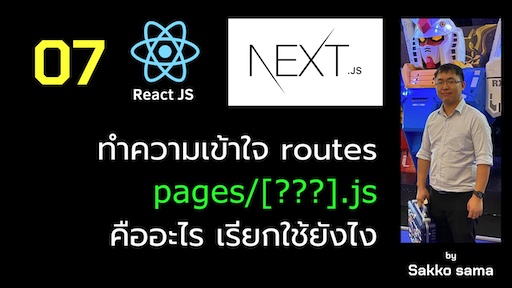 07
React JS
NEXT.JS
ทำความเข้าใจ routes
pages/[???].js
คืออะไร เรียกใช้ยังไง
by
Sakko sama